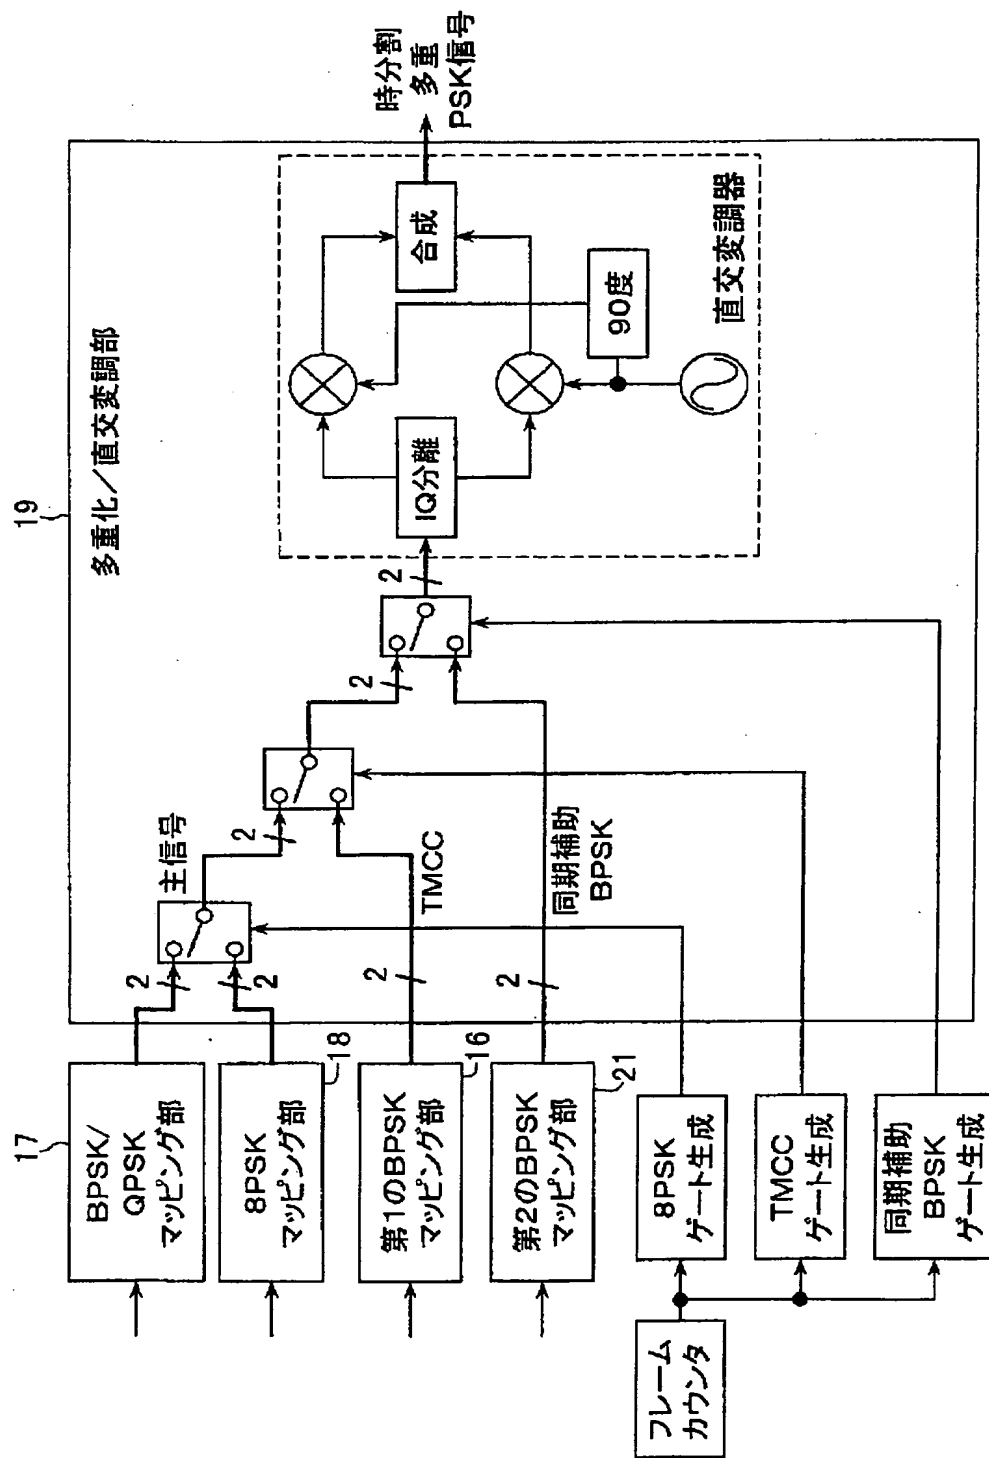 19
多重化／直交変調部
時分割
多重
PSK信号
17
BPSK/
QPSK
マッピング部
8PSK
マッピング部
18
第1のBPSK
マッピング部
16
第2のBPSK
マッピング部
21
2
2
主信号
2
2
TMCC
2
2
同期補助
BPSK
2
IQ分離
合成
90度
直交変調器
フレーム
カウンタ
8PSK
ゲート生成
TMCC
ゲート生成
同期補助
BPSK
ゲート生成